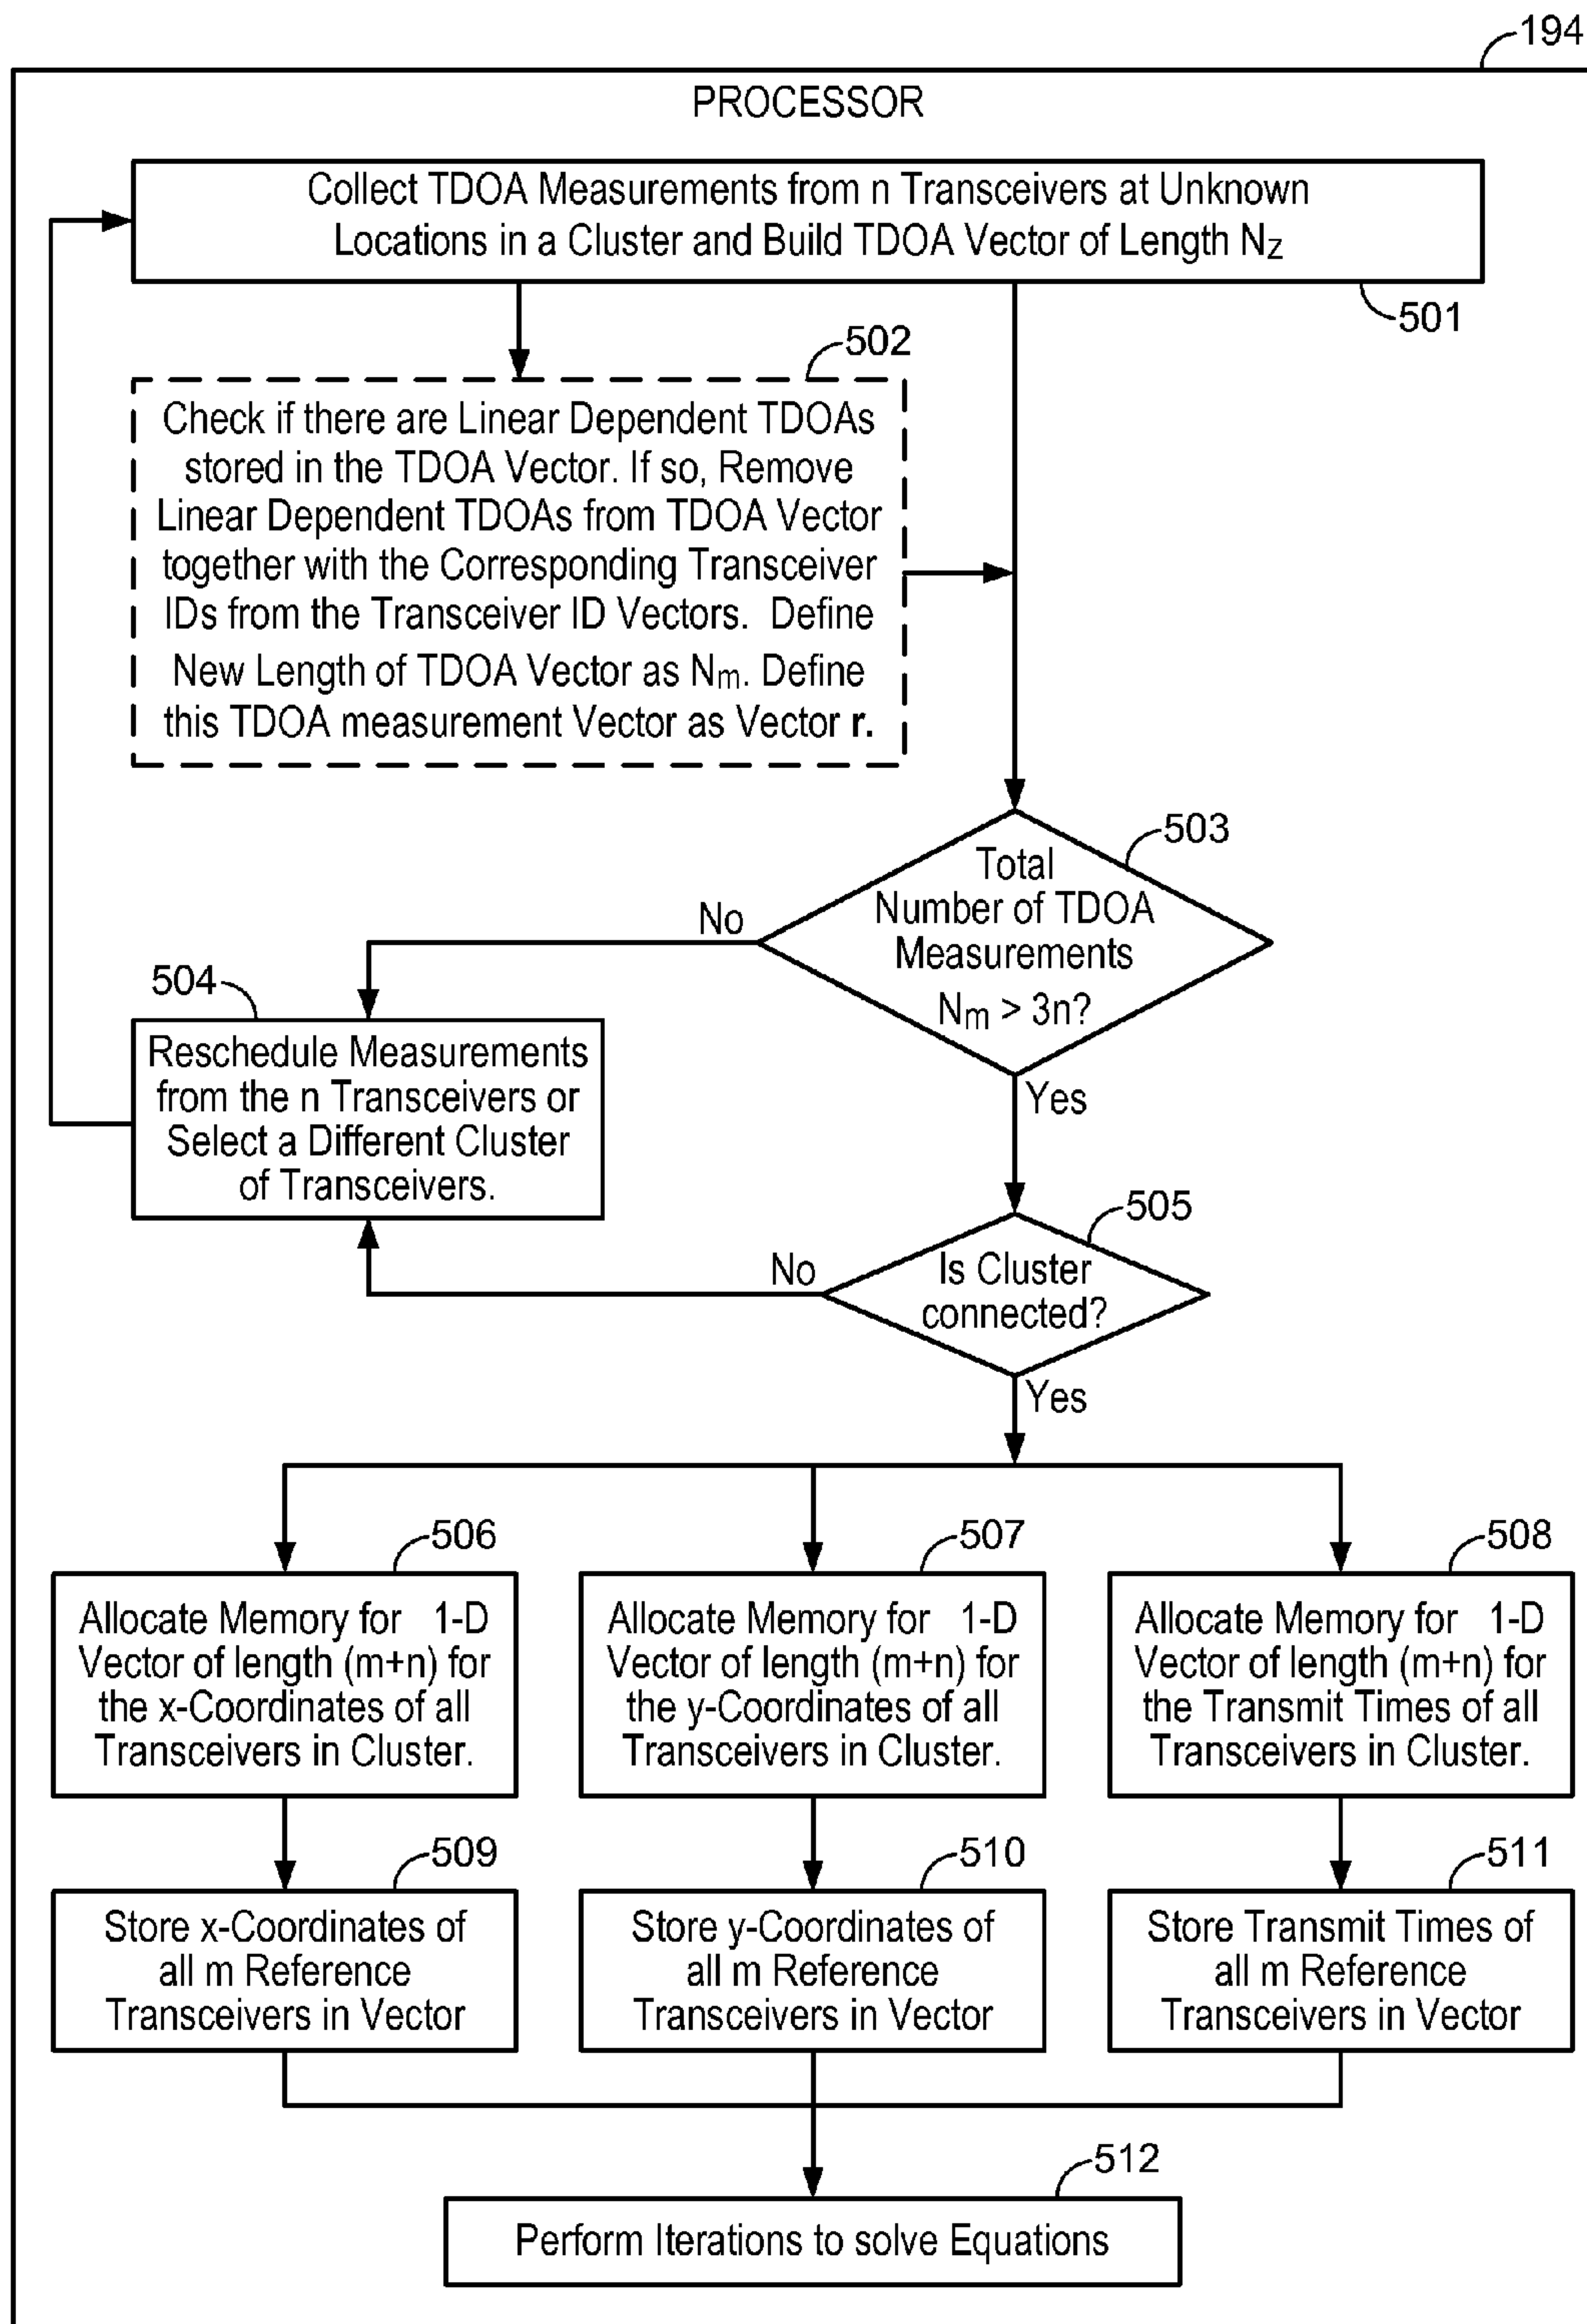 194
PROCESSOR
Collect TDOA Measurements from n Transceivers at Unknown
Locations in a Cluster and Build TDOA Vector of Length Nz
501
502
Check if there are Linear Dependent TDOAs
stored in the TDOA Vector. If so, Remove
Linear Dependent TDOAs from TDOA Vector
together with the Corresponding Transceiver
IDs from the Transceiver ID Vectors. Define
New Length of TDOA Vector as Nm. Define
this TDOA measurement Vector as Vector r.
503
Total
Number of TDOA
Measurements
Nm > 3n?
No
Yes
504
Reschedule Measurements
from the n Transceivers or
Select a Different Cluster
of Transceivers.
505
Is Cluster
connected?
No
Yes
506
Allocate Memory for 1-D
Vector of length (m+n) for
the x-Coordinates of all
Transceivers in Cluster.
507
Allocate Memory for 1-D
Vector of length (m+n) for
the y-Coordinates of all
Transceivers in Cluster.
508
Allocate Memory for 1-D
Vector of length (m+n) for
the Transmit Times of all
Transceivers in Cluster.
509
Store x-Coordinates of
all m Reference
Transceivers in Vector
510
Store y-Coordinates of
all m Reference
Transceivers in Vector
511
Store Transmit Times of
all m Reference
Transceivers in Vector
512
Perform Iterations to solve Equations